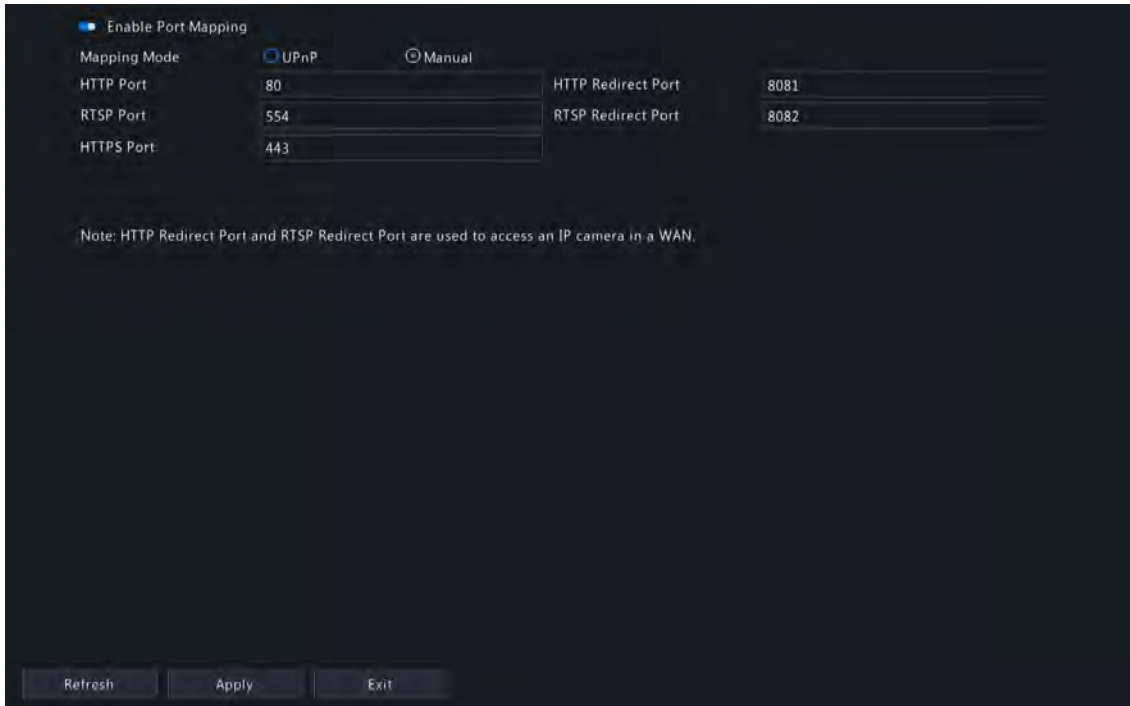 Enable Port Mapping
Mapping Mode UPnP Manual
HTTP Port 80 HTTP Redirect Port 8081
RTSP Port 554 RTSP Redirect Port 8082
HTTPS Port 443
Note: HTTP Redirect Port and RTSP Redirect Port are used to access an IP camera in a WAN.
Refresh Apply Exit